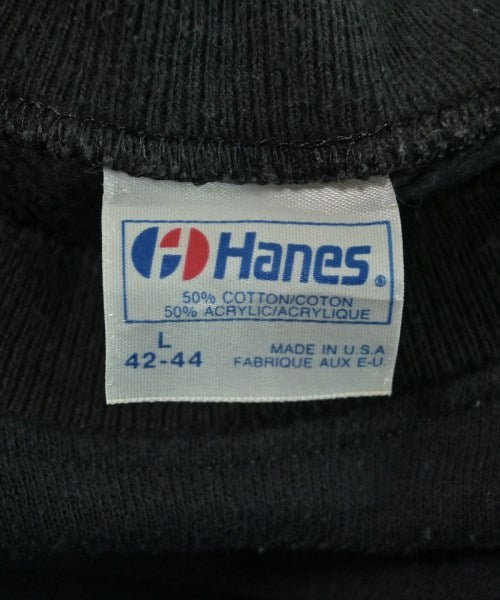 Hanes®
50% COTTON/COTON
50% ACRYLIC/ACRYLIQUE
L
42-44
MADE IN U.S.A
FABRIQUE AUX E-U.